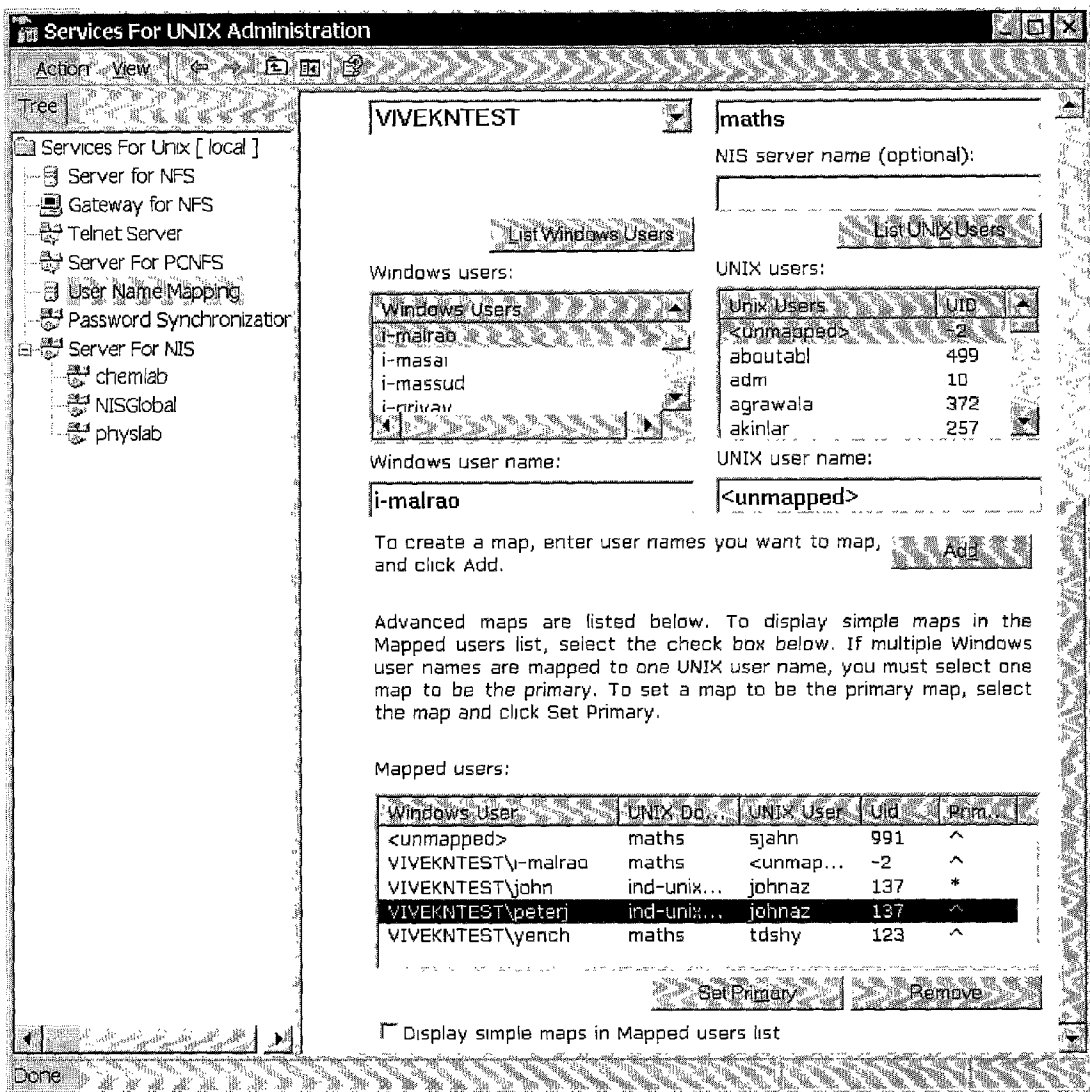 Services For UNIX Administration
Action View
Tree
Services For Unix [ local ]
Server for NFS
Gateway for NFS
Telnet Server
Server For PCNFS
User Name Mapping
Password Synchronization
Server For NIS
chemlab
NISGlobal
physlab
VIVEKNTEST
maths
NIS server name (optional):
List Windows Users
List UNIX Users
Windows users:
UNIX users:
Windows Users
i-malrao
i-masai
i-massud
i-privav
Unix Users UID
<unmapped> -2
aboutabl 499
adm 10
agrawala 372
akinlar 257
Windows user name:
UNIX user name:
i-malrao
<unmapped>
To create a map, enter user names you want to map,
and click Add.
Add
Advanced maps are listed below. To display simple maps in the
Mapped users list, select the check box below. If multiple Windows
user names are mapped to one UNIX user name, you must select one
map to be the primary. To set a map to be the primary map, select
the map and click Set Primary.
Mapped users:
Windows User UNIX Do... UNIX User Uid Prim...
<unmapped> maths sjahn 991 ^
VIVEKNTEST\i-malrao maths <unmap... -2 ^
VIVEKNTEST\john ind-unix... johnaz 137 *
VIVEKNTEST\peterj ind-unix... johnaz 137 ^
VIVEKNTEST\yench maths tdshy 123 ^
Set Primary
Remove
Display simple maps in Mapped users list
Done